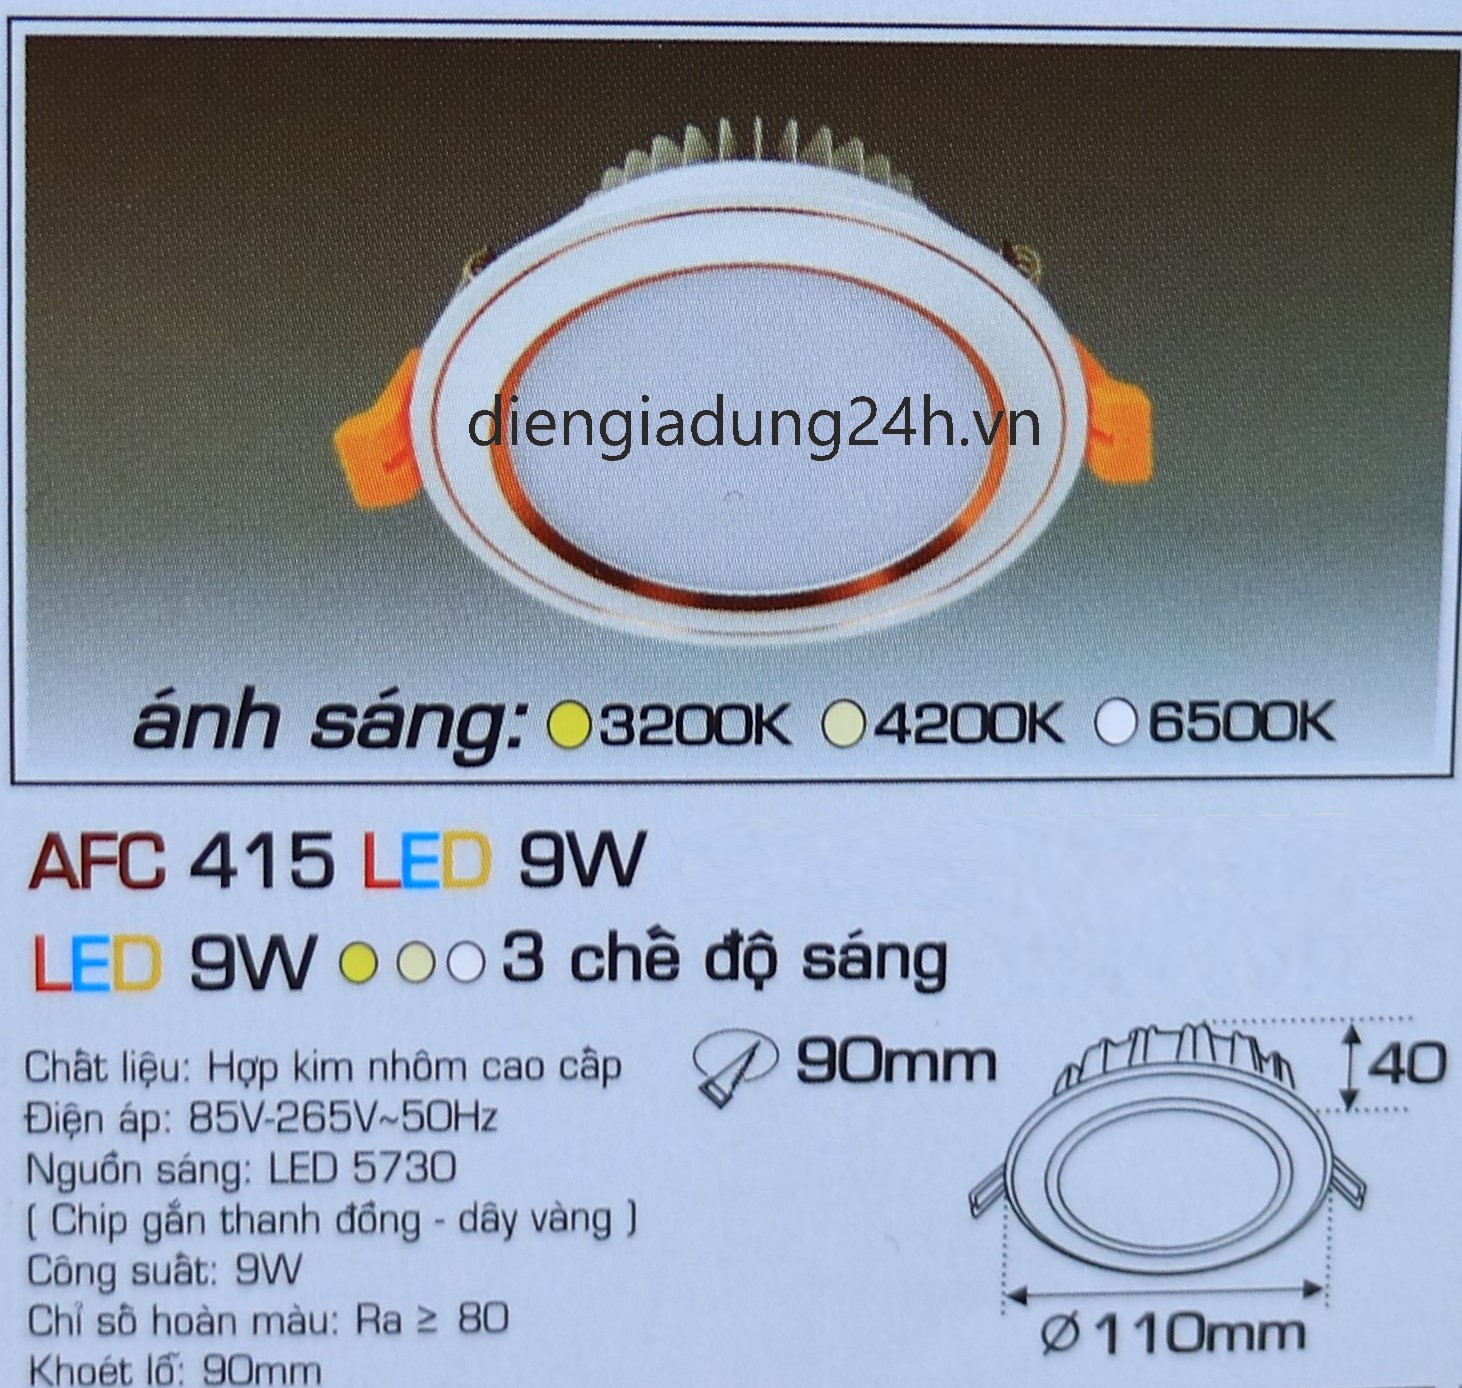 diengiadung24h.vn
ánh sáng: 3200K 4200K 6500K
AFC 415 LED 9W
LED 9W 3 chế độ sáng
Chất liệu: Hợp kim nhôm cao cấp
90mm
40
Điện áp: 85V-265V~50Hz
Nguồn sáng: LED 5730
( Chip gắn thanh đồng - dây vàng )
Công suất: 9W
Chỉ số hoàn màu: Ra ≥ 80
Ø110mm
Khoét lỗ: 90mm